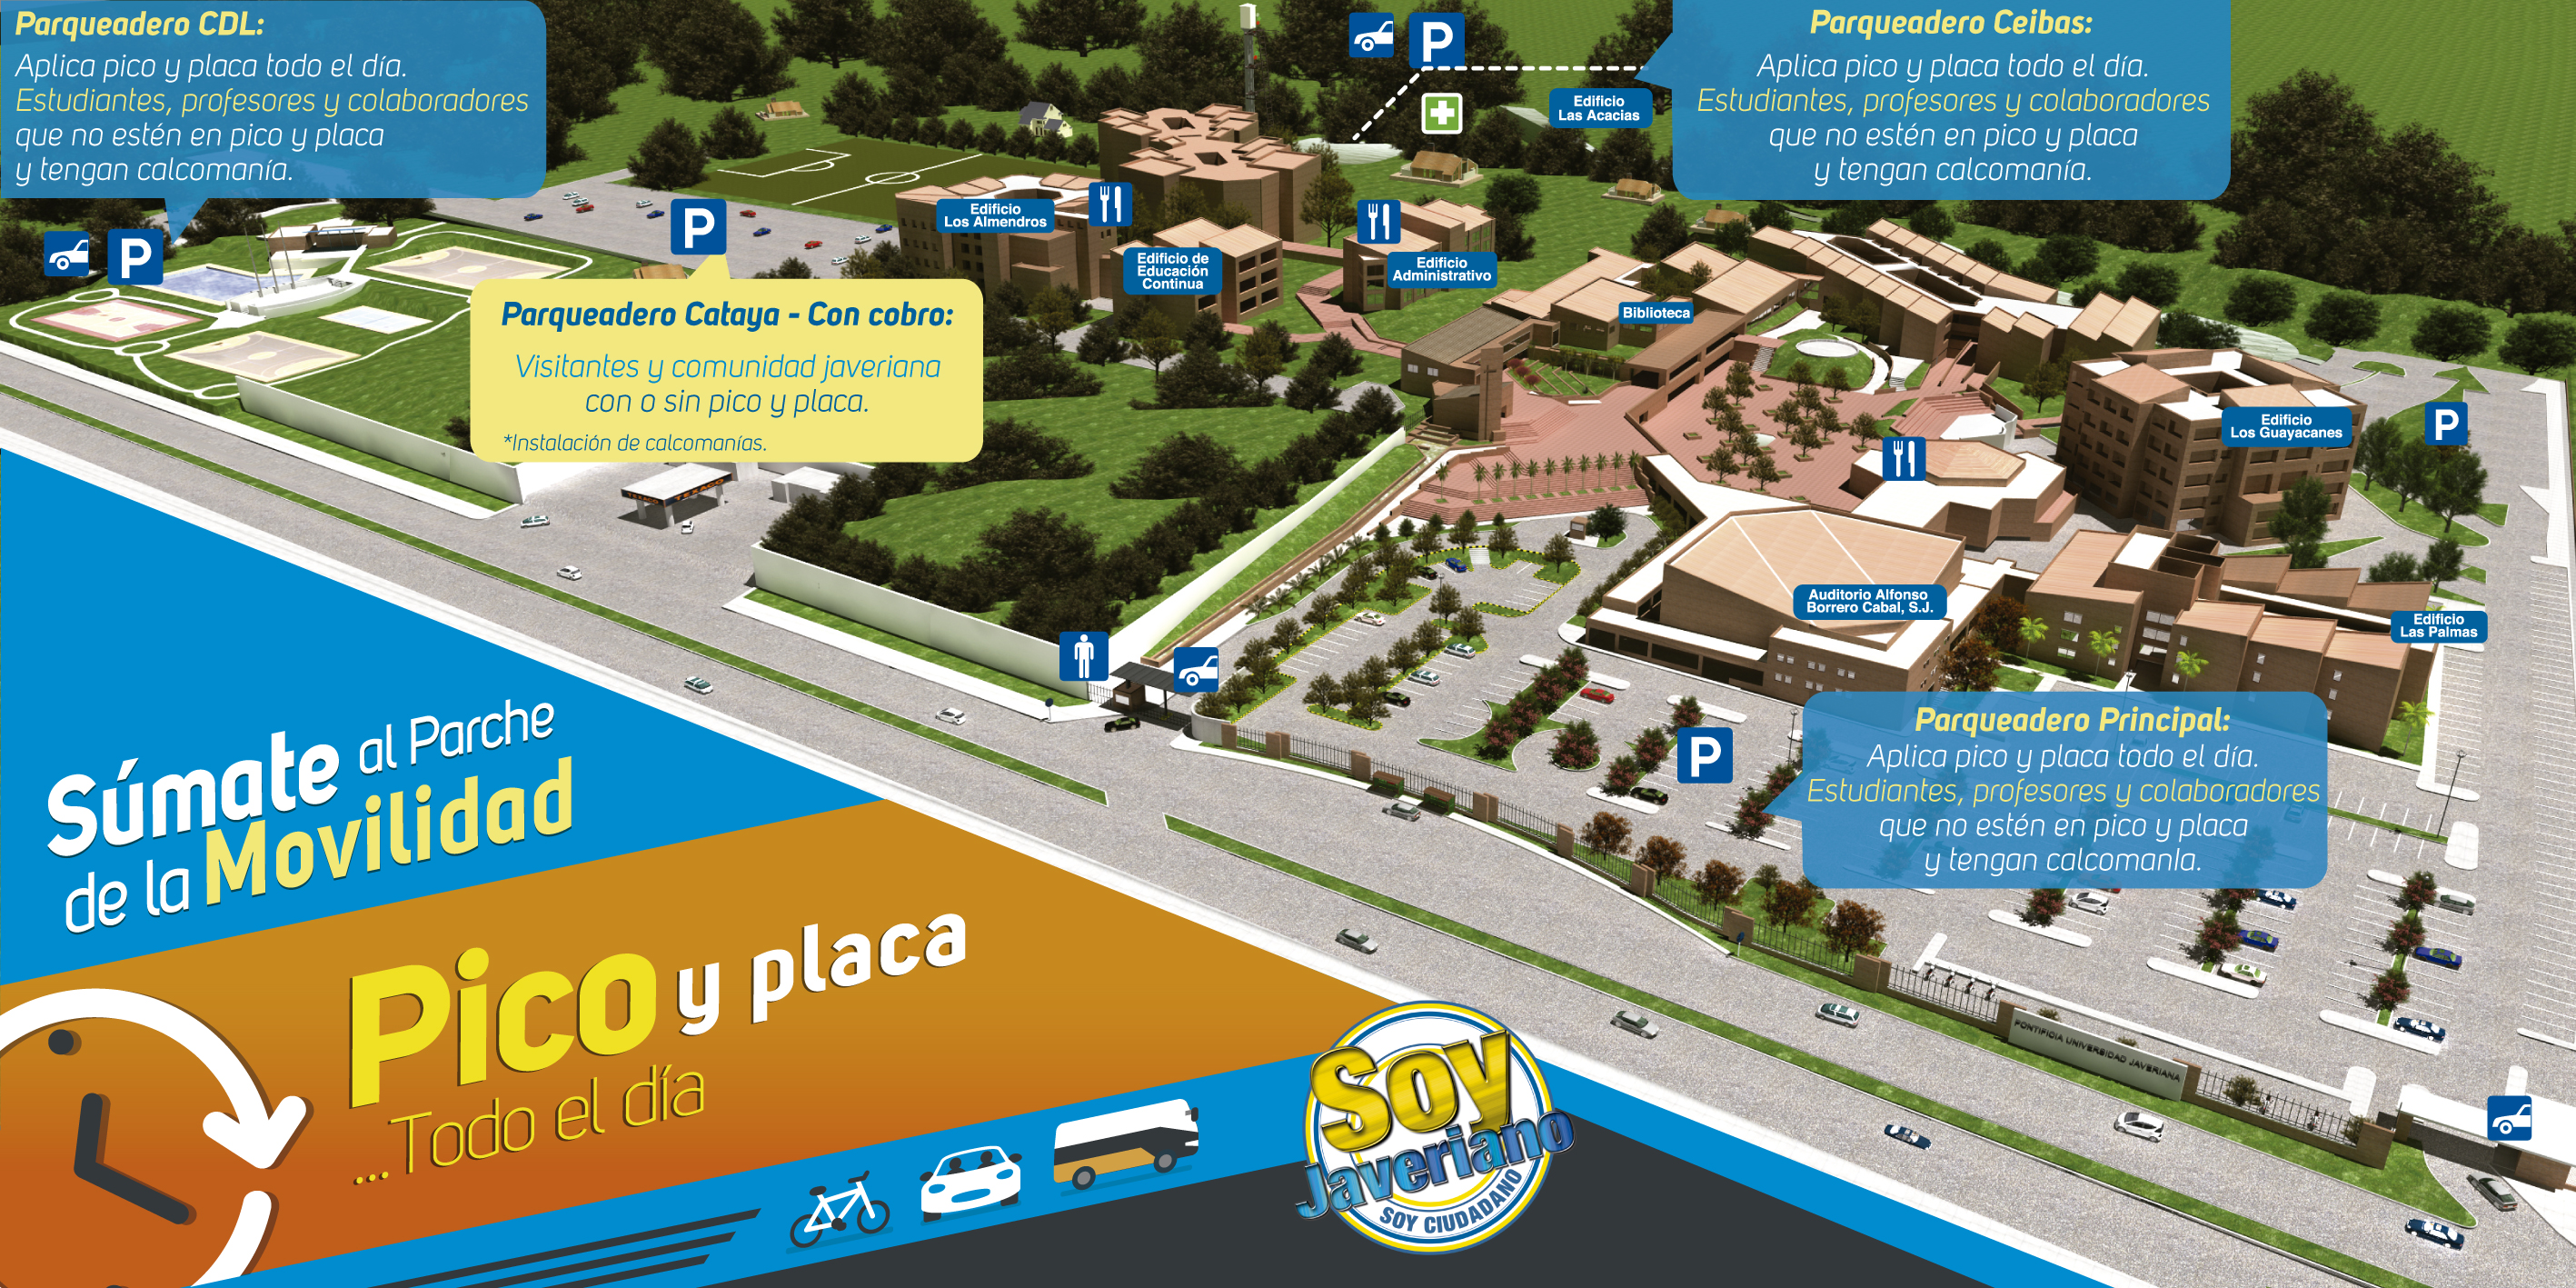 Parqueadero CDL:
Aplica pico y placa todo el día.
Estudiantes, profesores y colaboradores
que no estén en pico y placa
y tengan calcomanía.
P
P
Parqueadero Ceibas:
Aplica pico y placa todo el día.
Estudiantes, profesores y colaboradores
que no estén en pico y placa
y tengan calcomanía.
Edificio
Las Acacias
P
Parqueadero Cataya - Con cobro:
Visitantes y comunidad javeriana
con o sin pico y placa.
*Instalación de calcomanías.
Edificio
Los Almendros
Edificio de
Educación
Continua
Edificio
Administrativo
Biblioteca
Edificio
Los Guayacanes
P
TEXACO
TEXACO
Auditorio Alfonso
Borrero Cabal, S.J.
Edificio
Las Palmas
P
Parqueadero Principal:
Aplica pico y placa todo el día.
Estudiantes, profesores y colaboradores
que no estén en pico y placa
y tengan calcomanIa.
Súmate al Parche
de la Movilidad
Pico y placa
...Todo el día
Soy
Javeriano
SOY CIUDADANO
PONTIFICIA UNIVERSIDAD JAVERIANA